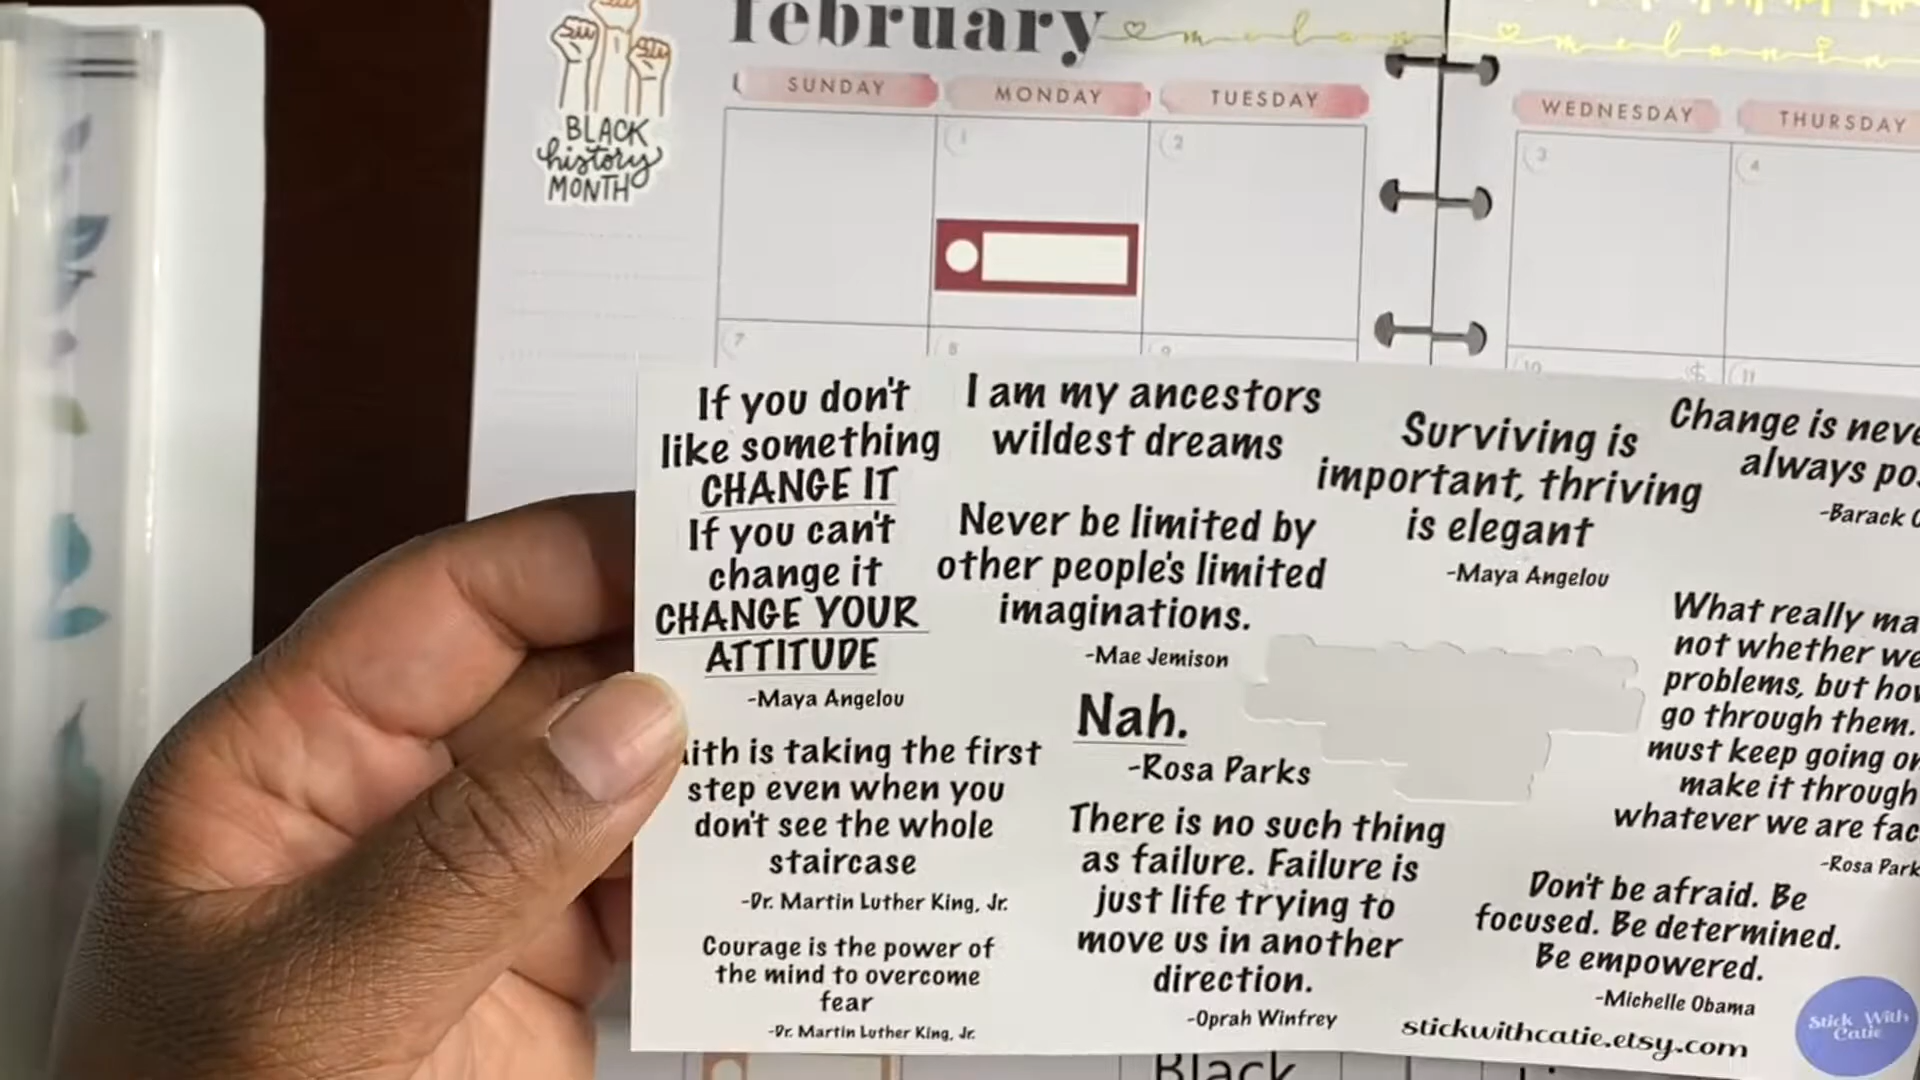 february
melan
melanin
BLACK
history
MONTH
SUNDAY
MONDAY
TUESDAY
WEDNESDAY
THURSDAY
1
2
3
4
7
8
9
10
$
11
If you don't
like something
CHANGE IT
If you can't
change it
CHANGE YOUR
ATTITUDE
-Maya Angelou
I am my ancestors
wildest dreams
Never be limited by
other people's limited
imaginations.
-Mae Jemison
Surviving is
important, thriving
is elegant
-Maya Angelou
Change is
always
-Barack
Nah.
-Rosa Parks
is taking the first
step even when you
don't see the whole
staircase
-Dr. Martin Luther King, Jr.
Courage is the power of
the mind to overcome
fear
-Dr. Martin Luther King, Jr.
There is no such thing
as failure. Failure is
just life trying to
move us in another
direction.
-Oprah Winfrey
What really
not whether we
problems, but
go through them.
must keep going
make it through
whatever we are
-Rosa
Don't be afraid. Be
focused. Be determined.
Be empowered.
-Michelle Obama
stickwithcatie.etsy.com
Stick With
Catie
Black